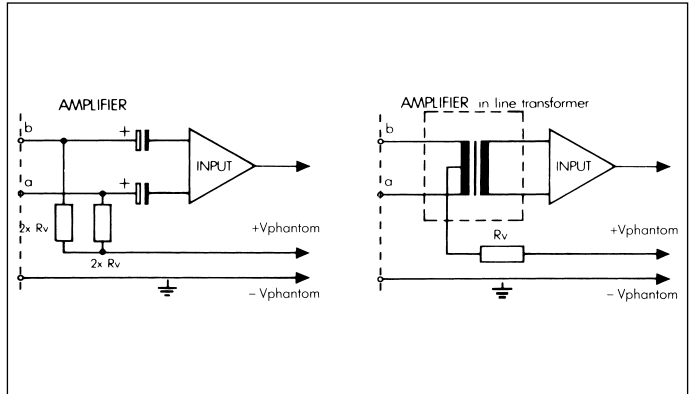 AMPLIFIER
b
+
INPUT
a
+
2x Rv
+Vphantom
2x Rv
– Vphantom
AMPLIFIER in line transformer
b
INPUT
a
Rv
+Vphantom
– Vphantom